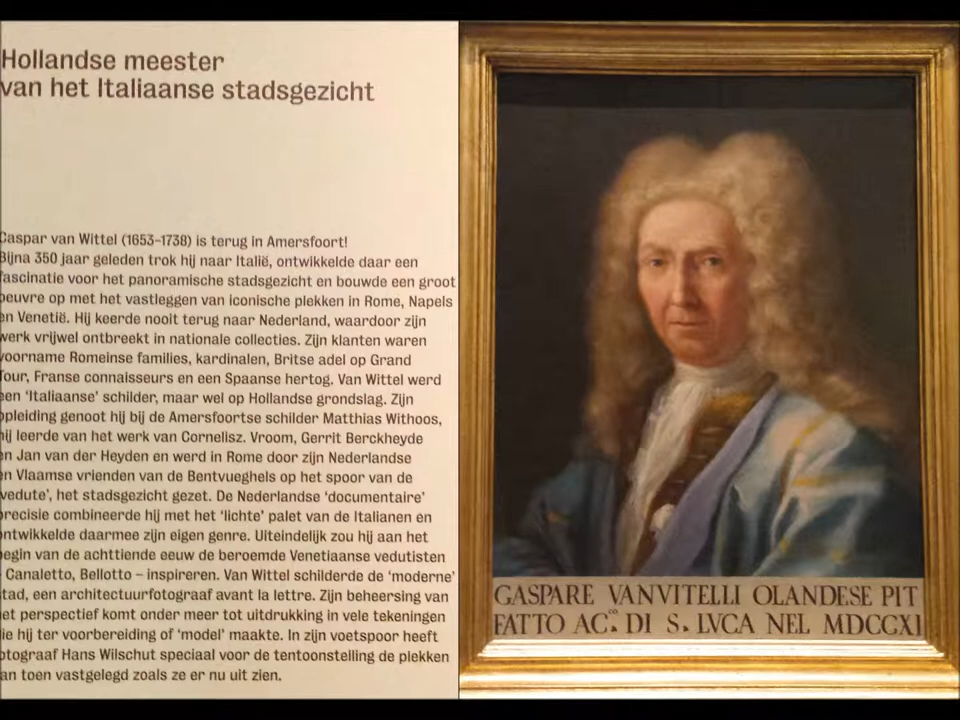 Hollandse meester
van het Italiaanse stadsgezicht
Caspar van Wittel (1653–1738) is terug in Amersfoort!
Bijna 350 jaar geleden trok hij naar Italië, ontwikkelde daar een
fascinatie voor het panoramische stadsgezicht en bouwde een groot
oeuvre op met het vastleggen van iconische plekken in Rome, Napels
en Venetië. Hij keerde nooit terug naar Nederland, waardoor zijn
werk vrijwel ontbreekt in nationale collecties. Zijn klanten waren
voorname Romeinse families, kardinalen, Britse adel op Grand
Tour, Franse connaisseurs en een Spaanse hertog. Van Wittel werd
een ‘Italiaanse’ schilder, maar wel op Hollandse grondslag. Zijn
opleiding genoot hij bij de Amersfoortse schilder Matthias Withoos,
hij leerde van het werk van Cornelisz. Vroom, Gerrit Berckheyde
en Jan van der Heyden en werd in Rome door zijn Nederlandse
en Vlaamse vrienden van de Bentvueghels op het spoor van de
vedute’, het stadsgezicht gezet. De Nederlandse ‘documentaire’
precisie combineerde hij met het ‘lichte’ palet van de Italianen en
ontwikkelde daarmee zijn eigen genre. Uiteindelijk zou hij aan het
egin van de achttiende eeuw de beroemde Venetiaanse vedutisten
Canaletto, Bellotto – inspireren. Van Wittel schilderde de ‘moderne’
tad, een architectuurfotograaf avant la lettre. Zijn beheersing van
et perspectief komt onder meer tot uitdrukking in vele tekeningen
ie hij ter voorbereiding of ‘model’ maakte. In zijn voetspoor heeft
otograaf Hans Wilschut speciaal voor de tentoonstelling de plekken
an toen vastgelegd zoals ze er nu uit zien.
GASPARE VANVITELLI OLANDESE PIT
FATTO AC.co DI S. LVCA NEL MDCCXI